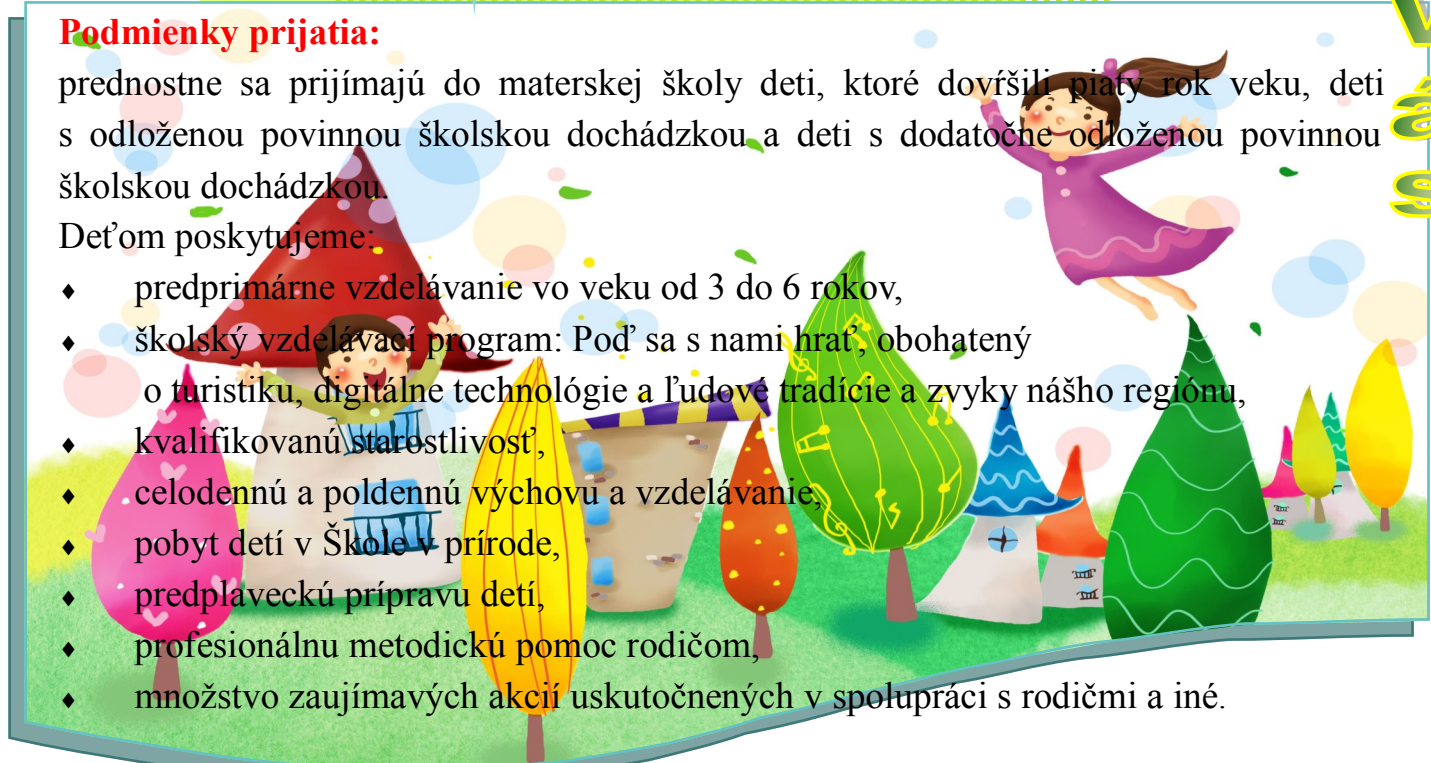 Podmienky prijatia:
prednostne sa prijímajú do materskej školy deti, ktoré dovŕšili piaty rok veku, deti
s odloženou povinnou školskou dochádzkou a deti s dodatočne odloženou povinnou
školskou dochádzkou.
Deťom poskytujeme:
♦ predprimárne vzdelávanie vo veku od 3 do 6 rokov,
♦ školský vzdelávací program: Poď sa s nami hrať, obohatený
o turistiku, digitálne technológie a ľudové tradície a zvyky nášho regiónu,
♦ kvalifikovanú starostlivosť,
♦ celodennú a poldennú výchovu a vzdelávanie,
♦ pobyt detí v Škole v prírode,
♦ predplaveckú prípravu detí,
♦ profesionálnu metodickú pomoc rodičom,
♦ množstvo zaujímavých akcií uskutočnených v spolupráci s rodičmi a iné.
V
á
s